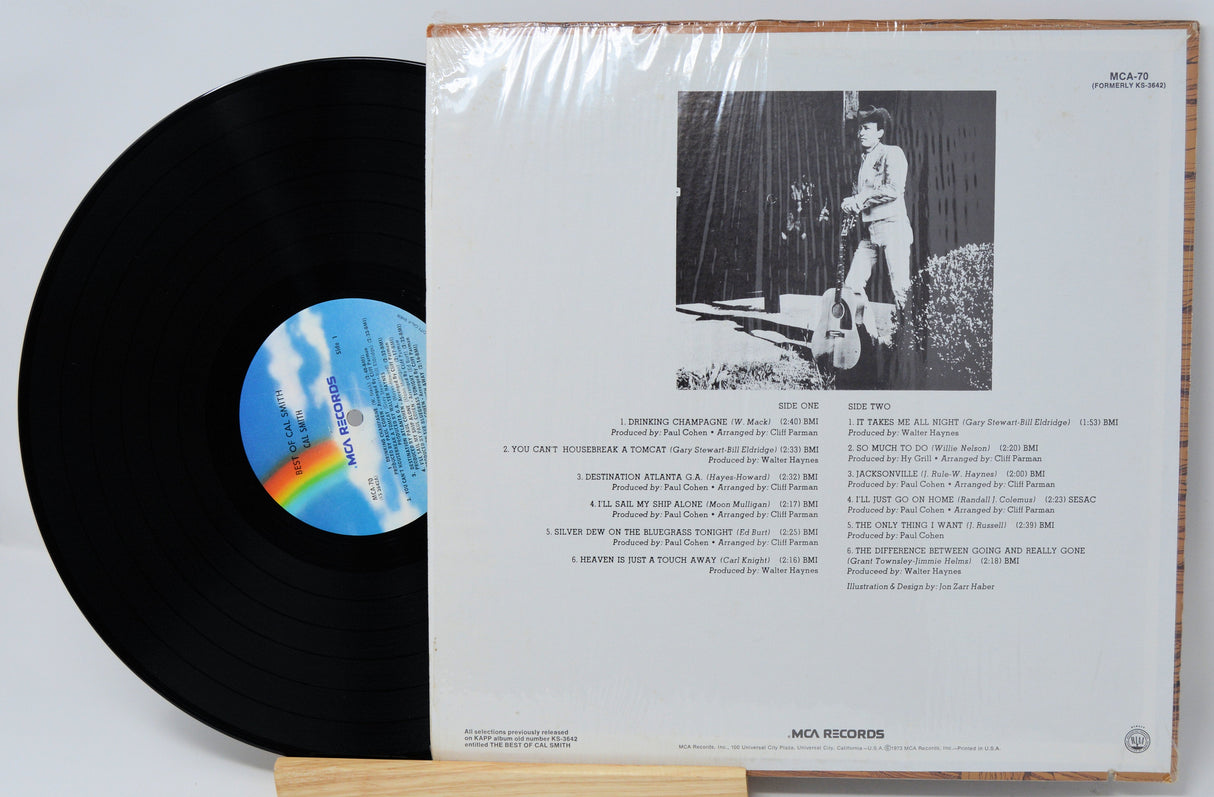 BEST OF CAL SMITH
CAL SMITH
MCA RECORDS
Side 1
MCA-70
MCA-70
(FORMERLY KS-3642)
SIDE ONE
1. DRINKING CHAMPAGNE (W. Mack) (2:40) BMI
Produced by: Paul Cohen • Arranged by: Cliff Parman
2. YOU CAN'T HOUSEBREAK A TOMCAT (Gary Stewart-Bill Eldridge) (2:33) BMI
Produced by: Walter Haynes
3. DESTINATION ATLANTA G.A. (Hayes-Howard) (2:32) BMI
Produced by: Paul Cohen • Arranged by: Cliff Parman
4. I'LL SAIL MY SHIP ALONE (Moon Mulligan) (2:17) BMI
Produced by: Paul Cohen • Arranged by: Cliff Parman
5. SILVER DEW ON THE BLUEGRASS TONIGHT (Ed Burt) (2:25) BMI
Produced by: Paul Cohen • Arranged by: Cliff Parman
6. HEAVEN IS JUST A TOUCH AWAY (Carl Knight) (2:16) BMI
Produced by: Walter Haynes
SIDE TWO
1. IT TAKES ME ALL NIGHT (Gary Stewart-Bill Eldridge) (1:53) BMI
Produced by: Walter Haynes
2. SO MUCH TO DO (Willie Nelson) (2:20) BMI
Produced by: Hy Grill • Arranged by: Cliff Parman
3. JACKSONVILLE (J. Rule-W. Haynes) (2:00) BMI
Produced by: Paul Cohen • Arranged by: Cliff Parman
4. I'LL JUST GO ON HOME (Randall J. Colemus) (2:23) SESAC
Produced by: Paul Cohen • Arranged by: Cliff Parman
5. THE ONLY THING I WANT (J. Russell) (2:39) BMI
Produced by: Paul Cohen
6. THE DIFFERENCE BETWEEN GOING AND REALLY GONE
(Grant Townsley-Jimmie Helms) (2:18) BMI
Produceed by: Walter Haynes
Illustration & Design by: Jon Zarr Haber
All selections previously released
on KAPP album old number KS-3642
entitled THE BEST OF CAL SMITH
MCA RECORDS
MCA Records, Inc., 100 Universal City Plaza, Universal City, California—U.S.A. Ⓒ1973 MCA Records, Inc.—Printed in U.S.A.